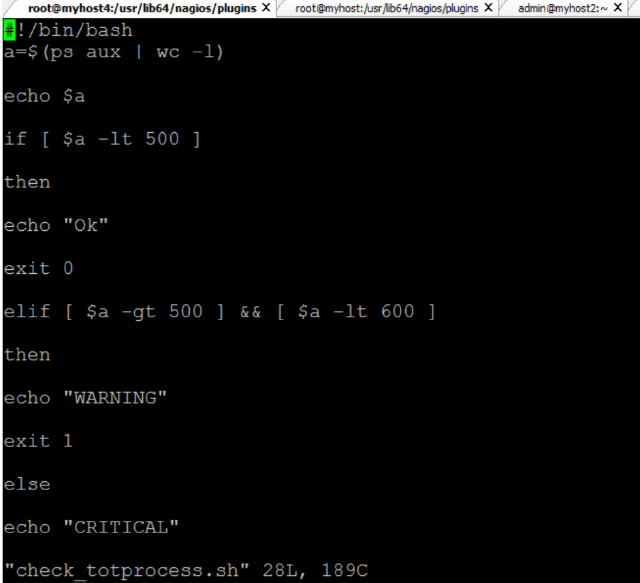 root@myhost4:/usr/lib64/nagios/plugins X root@myhost:/usr/lib64/nagios/plugins X admin@myhost2:~ X
#!/bin/bash
a=$(ps aux | wc -l)
echo $a
if [ $a -lt 500 ]
then
echo "Ok"
exit 0
elif [ $a -gt 500 ] && [ $a -lt 600 ]
then
echo "WARNING"
exit 1
else
echo "CRITICAL"
"check_totprocess.sh" 28L, 189C